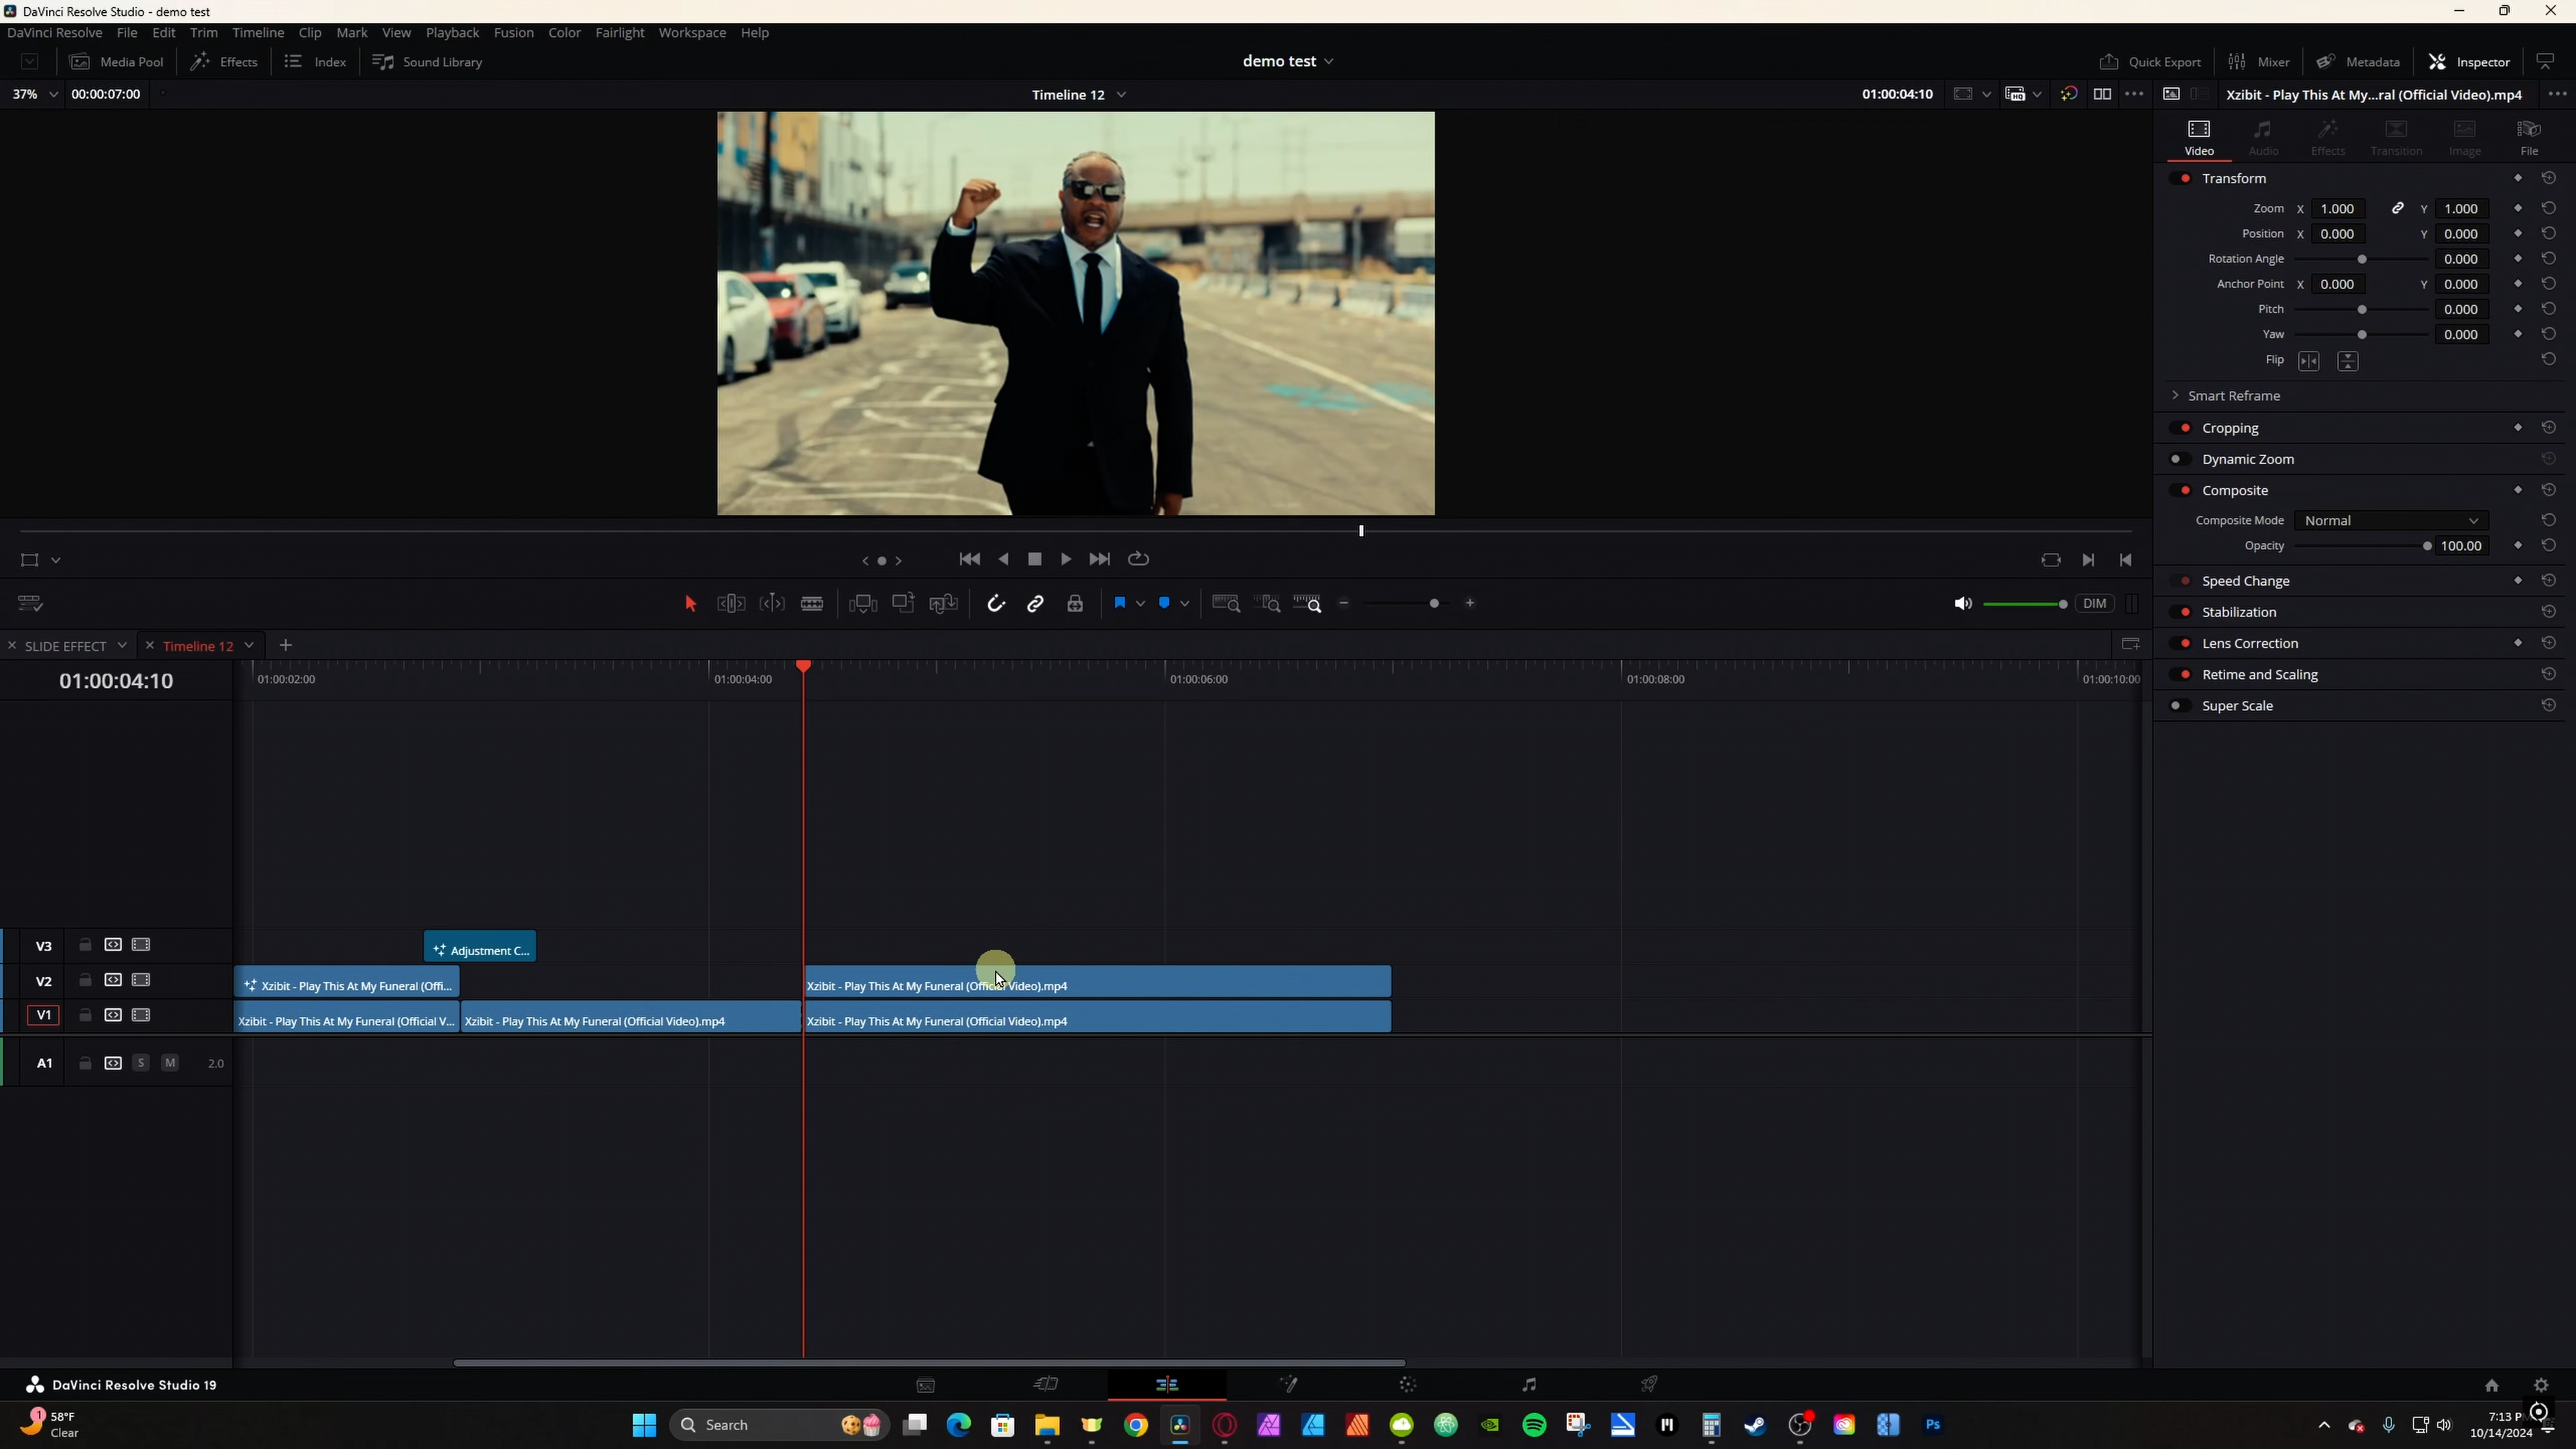 DaVinci Resolve Studio - demo test
DaVinci Resolve File Edit Trim Timeline Clip Mark View Playback Fusion Color Fairlight Workspace Help
Media Pool Effects Index Sound Library demo test Quick Export Mixer Metadata Inspector
37% 00:00:07:00 Timeline 12 01:00:04:10 HQ Xzibit - Play This At My...ral (Official Video).mp4
Video Audio Effects Transition Image File
Transform
Zoom X 1.000 Y 1.000
Position X 0.000 Y 0.000
Rotation Angle 0.000
Anchor Point X 0.000 Y 0.000
Pitch 0.000
Yaw 0.000
Flip
Smart Reframe
Cropping
Dynamic Zoom
Composite
Composite Mode Normal
Opacity 100.00
Speed Change
Stabilization
Lens Correction
Retime and Scaling
Super Scale
DIM
SLIDE EFFECT Timeline 12
01:00:04:10 01:00:02:00 01:00:04:00 01:00:06:00 01:00:08:00 01:00:10:00
V3 Adjustment C...
V2 Xzibit - Play This At My Funeral (Offi... Xzibit - Play This At My Funeral (Official Video).mp4
V1 Xzibit - Play This At My Funeral (Official V... Xzibit - Play This At My Funeral (Official Video).mp4 Xzibit - Play This At My Funeral (Official Video).mp4
A1 S M 2.0
DaVinci Resolve Studio 19
1 58°F
Clear
Search
Ps
7:13 P
10/14/2024